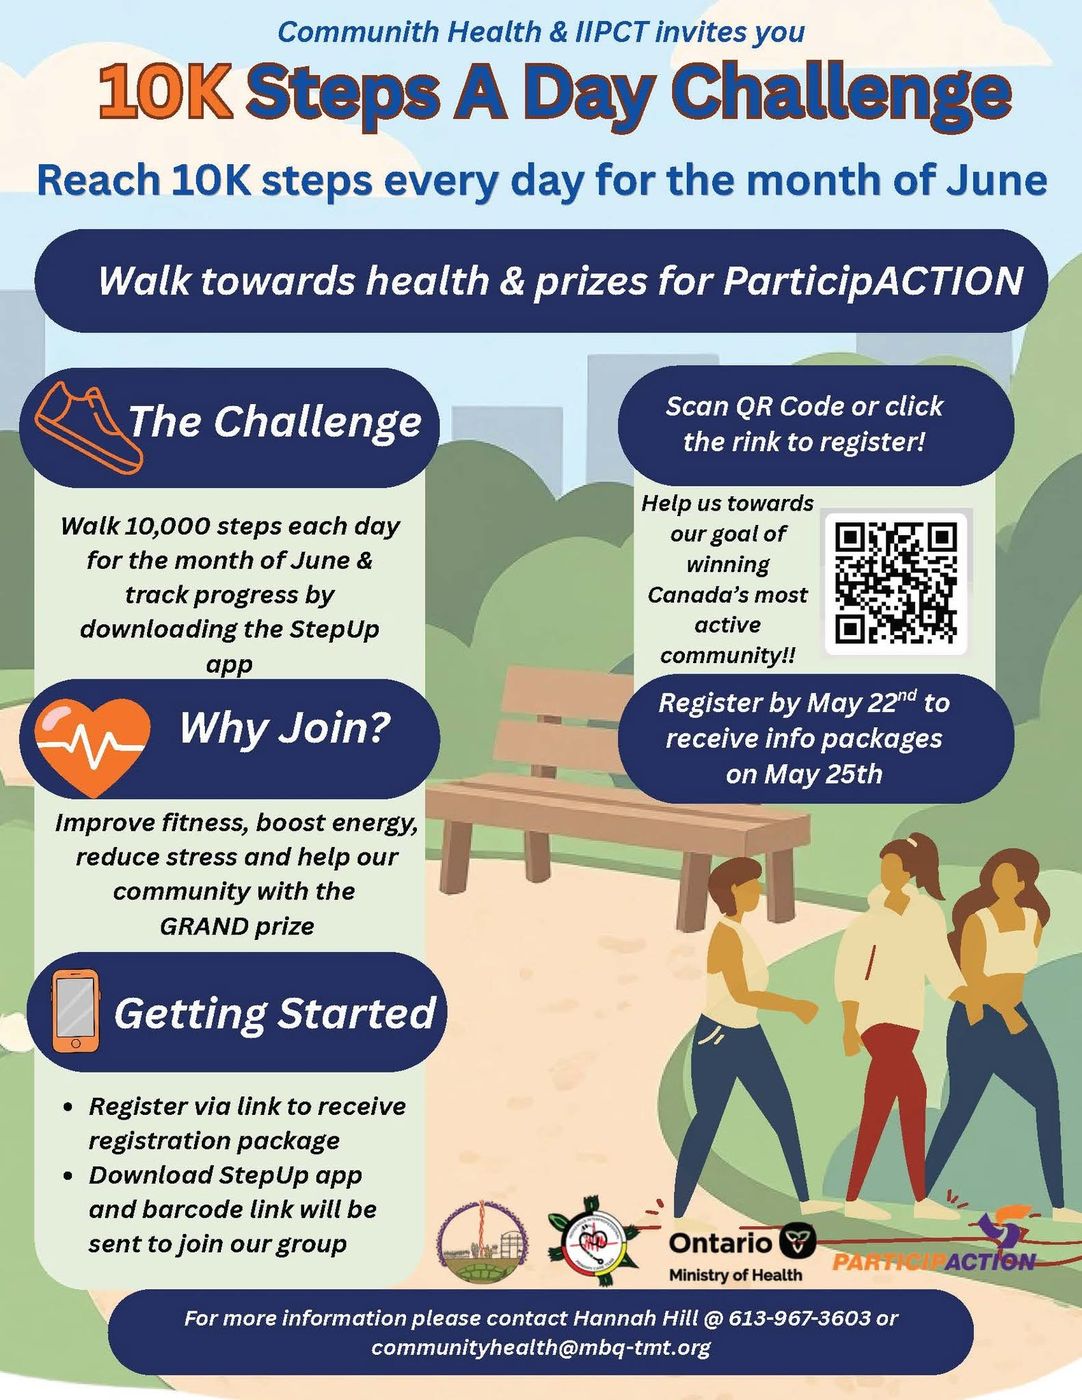 Communith Health & IIPCT invites you
10K Steps A Day Challenge
Reach 10K steps every day for the month of June
Walk towards health & prizes for ParticipACTION
The Challenge
Walk 10,000 steps each day
for the month of June &
track progress by
downloading the StepUp
app
Why Join?
Improve fitness, boost energy,
reduce stress and help our
community with the
GRAND prize
Getting Started
• Register via link to receive
registration package
• Download StepUp app
and barcode link will be
sent to join our group
Scan QR Code or click
the rink to register!
Help us towards
our goal of
winning
Canada's most
active
community!!
Register by May 22nd to
receive info packages
on May 25th
Ontario
Ministry of Health
PARTICIPACTION
For more information please contact Hannah Hill @ 613-967-3603 or
communityhealth@mbq-tmt.org